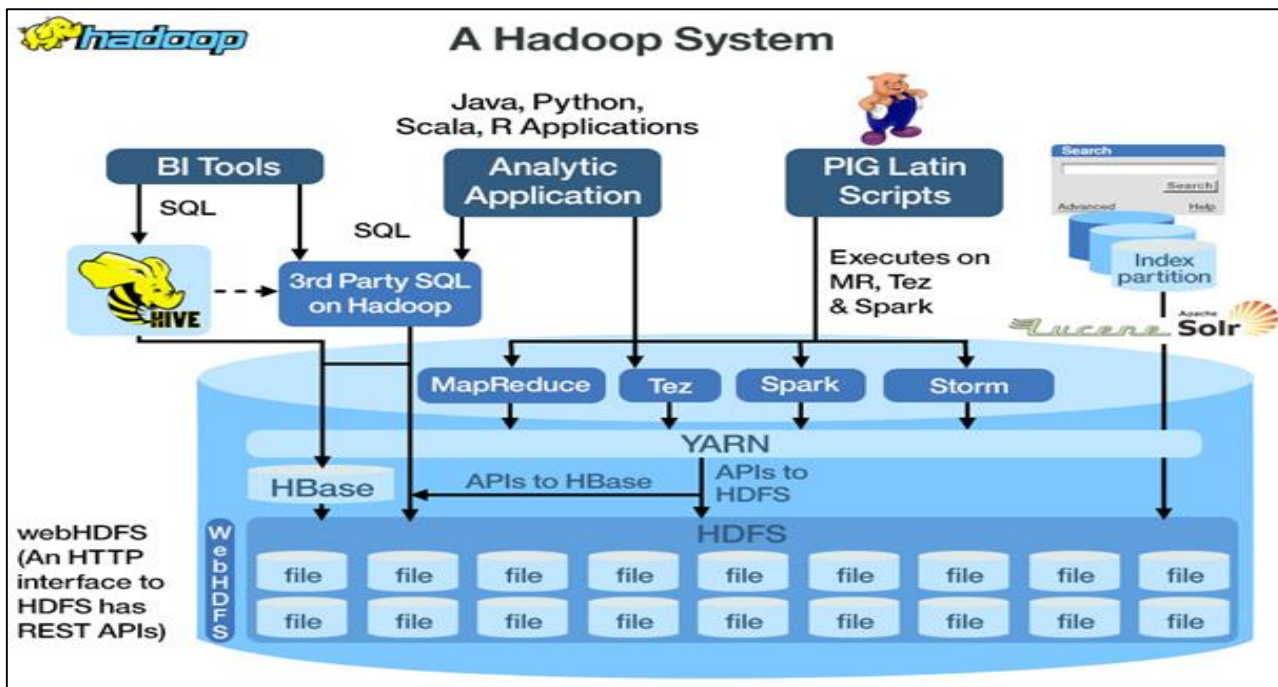 hadoop
A Hadoop System
Java, Python,
Scala, R Applications
BI Tools
Analytic
Application
PIG Latin
Scripts
Search
Search
Advanced
Help
SQL
SQL
HIVE
3rd Party SQL
on Hadoop
Executes on
MR, Tez
& Spark
Index
partition
Lucene
Apache
Solr
MapReduce
Tez
Spark
Storm
YARN
HBase
APIs to HBase
APIs to
HDFS
webHDFS
(An HTTP
interface to
HDFS has
REST APIs)
WebHDFS
HDFS
file file file file file file file file file
file file file file file file file file file